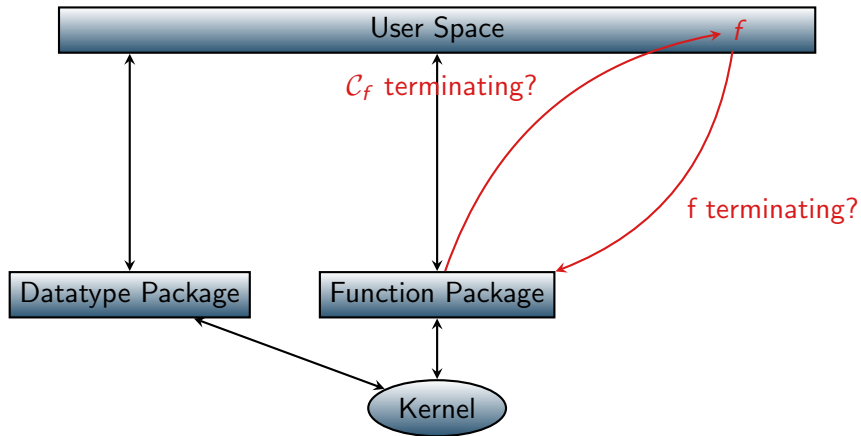 User Space
f
𝒞_f terminating?
f terminating?
Datatype Package
Function Package
Kernel